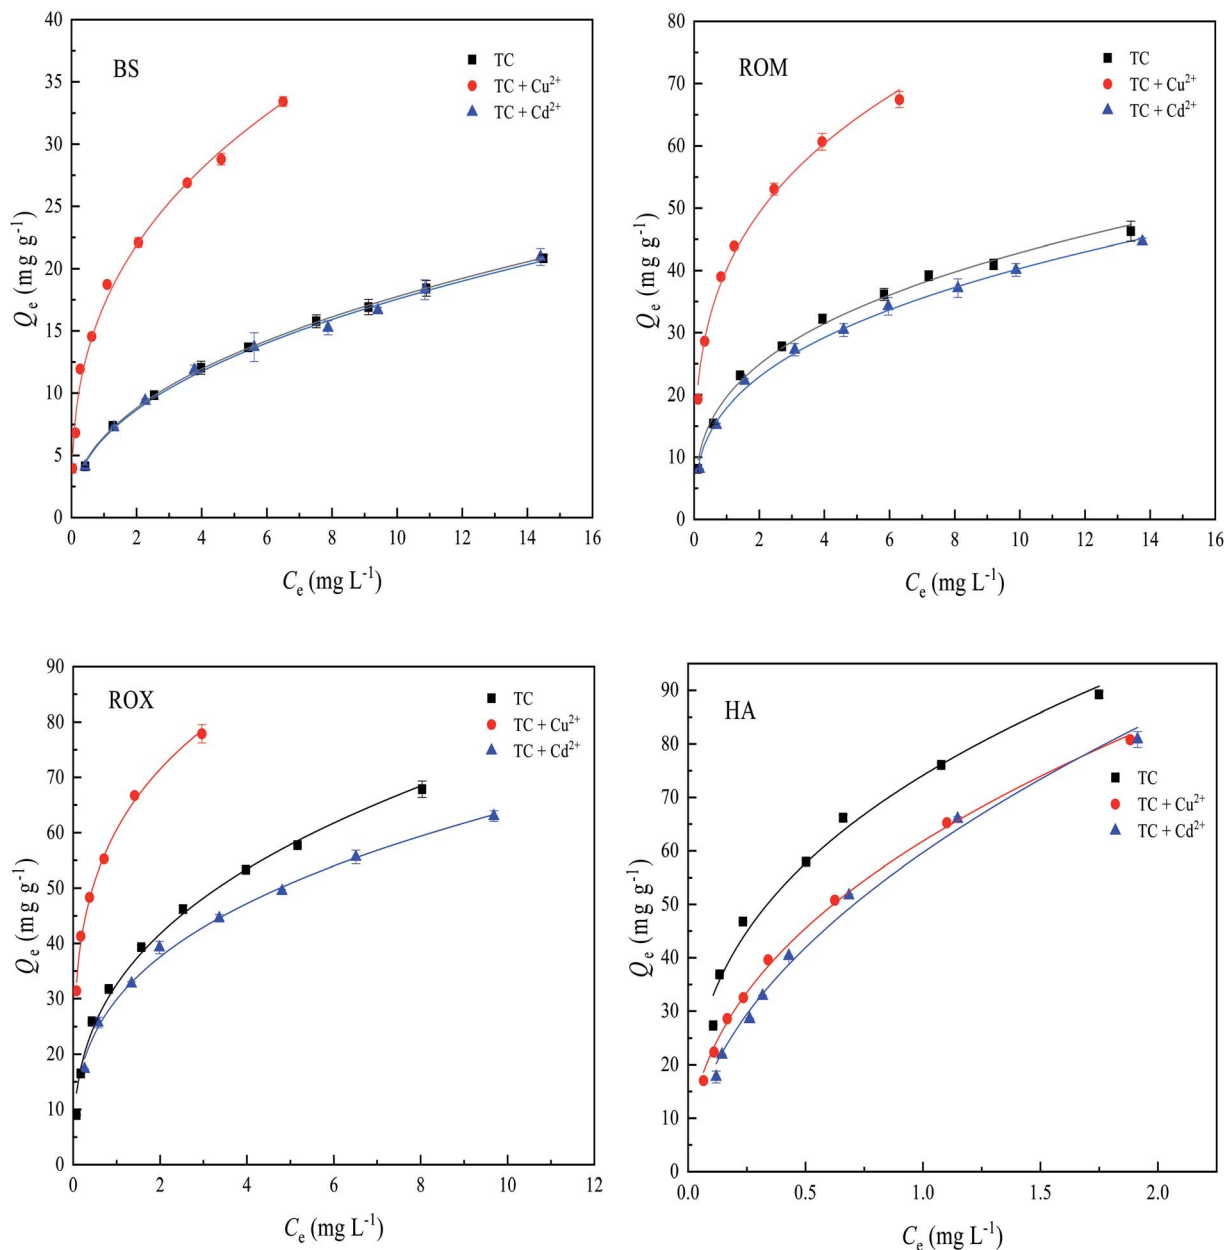 BS
TC
TC + Cu²⁺
TC + Cd²⁺
40
35
30
25
20
15
10
5
0
Qₑ (mg g⁻¹)
0 2 4 6 8 10 12 14 16
Cₑ (mg L⁻¹)
ROM
TC
TC + Cu²⁺
TC + Cd²⁺
80
70
60
50
40
30
20
10
0
Qₑ (mg g⁻¹)
0 2 4 6 8 10 12 14 16
Cₑ (mg L⁻¹)
ROX
TC
TC + Cu²⁺
TC + Cd²⁺
90
80
70
60
50
40
30
20
10
0
Qₑ (mg g⁻¹)
0 2 4 6 8 10 12
Cₑ (mg L⁻¹)
HA
TC
TC + Cu²⁺
TC + Cd²⁺
90
80
70
60
50
40
30
20
10
0
Qₑ (mg g⁻¹)
0.0 0.5 1.0 1.5 2.0
Cₑ (mg L⁻¹)